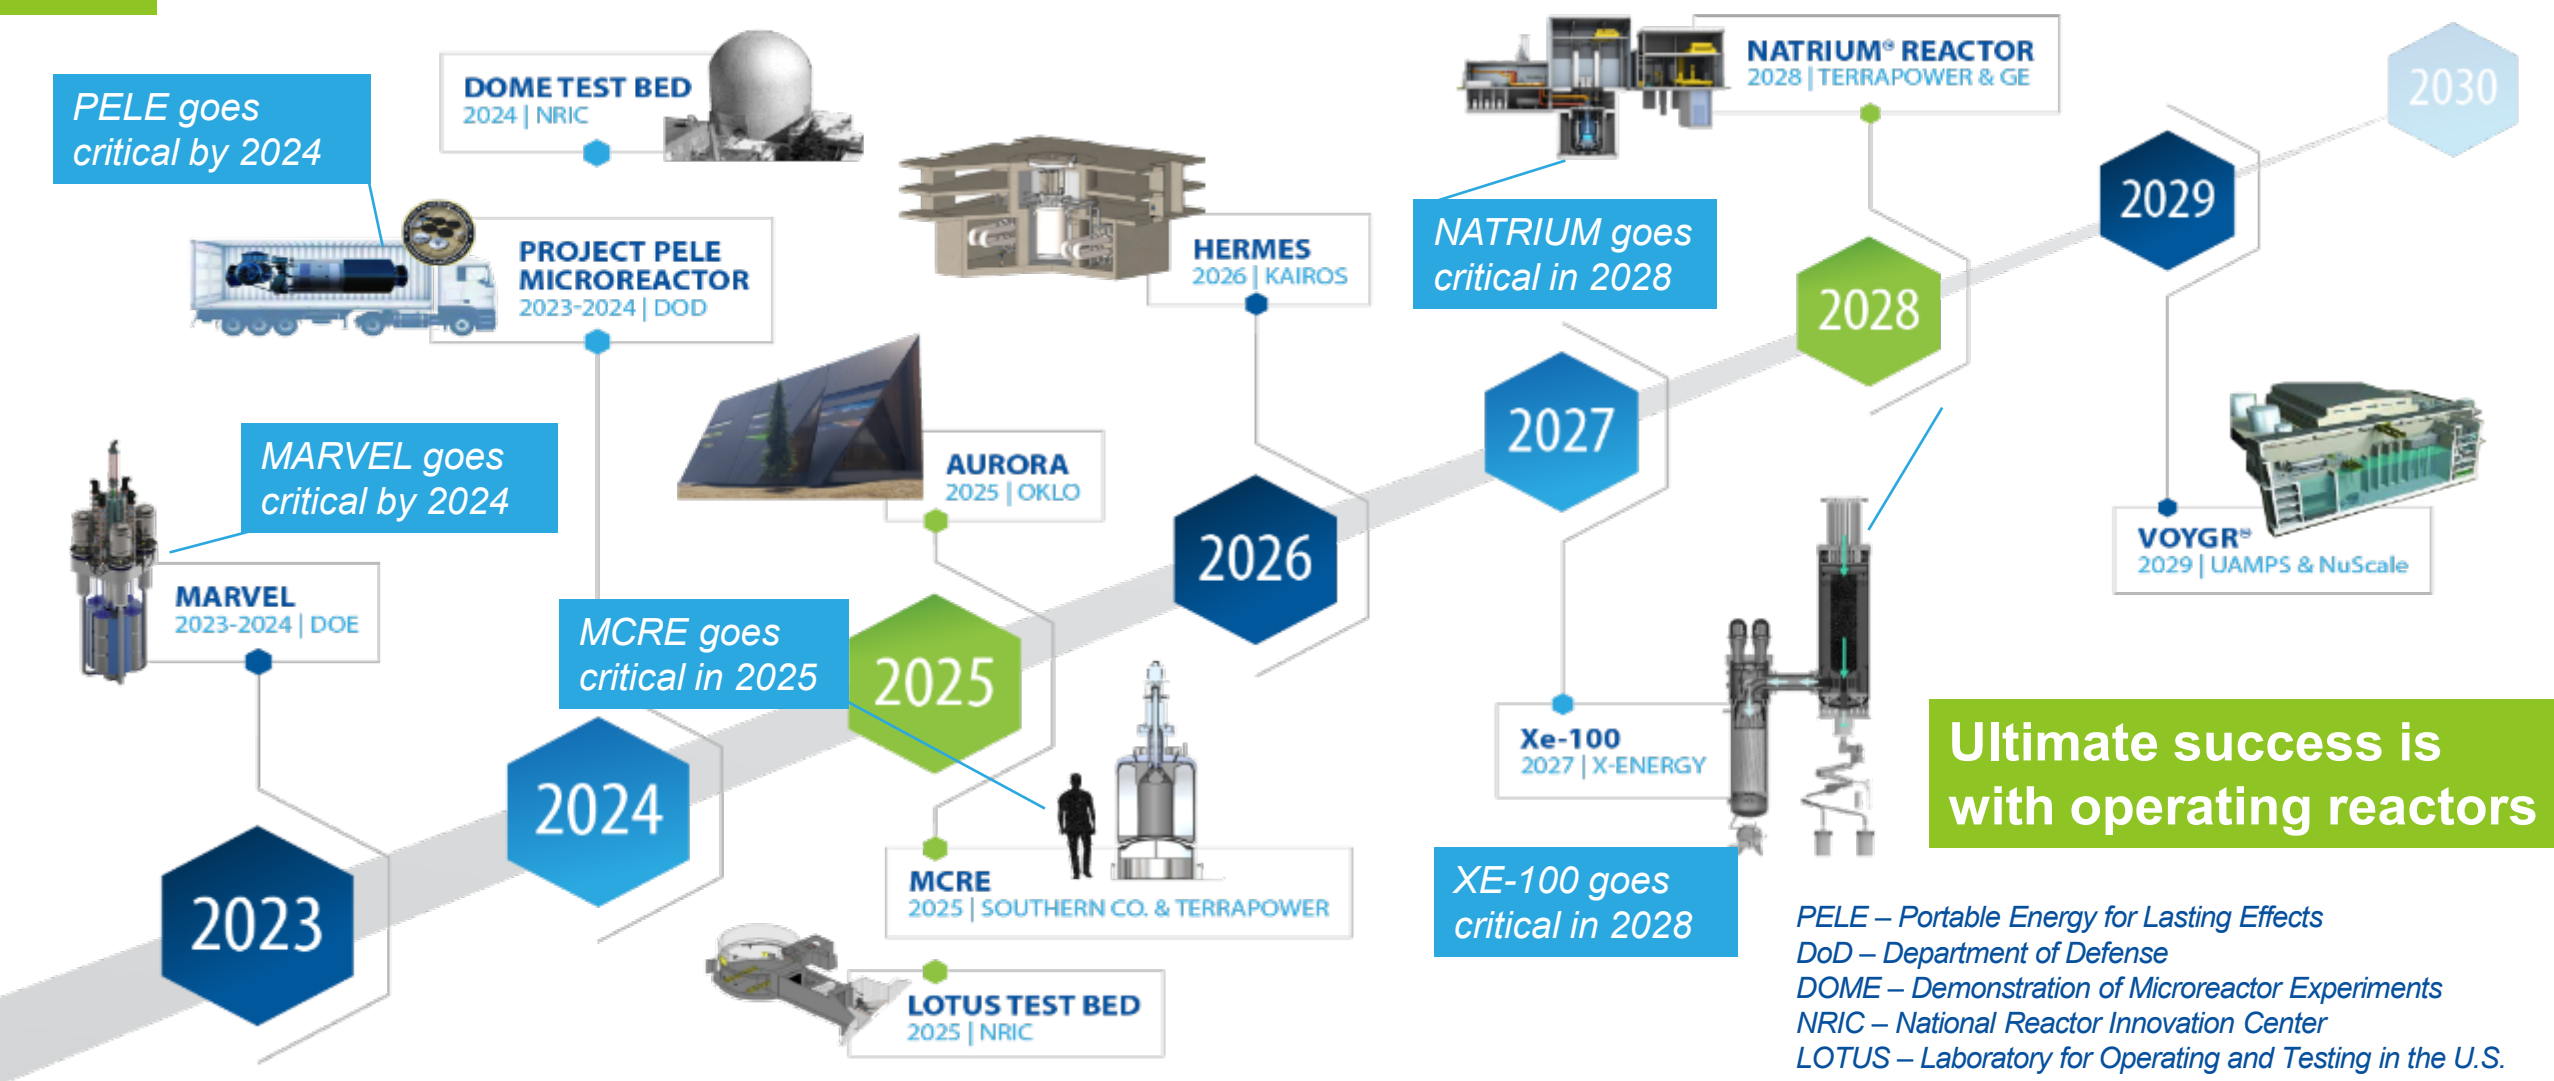 PELE goes
critical by 2024
DOME TEST BED
2024 | NRIC
NATRIUM® REACTOR
2028 | TERRAPOWER & GE
2030
2029
PROJECT PELE
MICROREACTOR
2023-2024 | DOD
HERMES
2026 | KAIROS
NATRIUM goes
critical in 2028
2028
MARVEL goes
critical by 2024
AURORA
2025 | OKLO
2027
2026
VOYGR®
2029 | UAMPS & NuScale
MARVEL
2023-2024 | DOE
MCRE goes
critical in 2025
2025
Xe-100
2027 | X-ENERGY
Ultimate success is
with operating reactors
2024
2023
MCRE
2025 | SOUTHERN CO. & TERRAPOWER
XE-100 goes
critical in 2028
LOTUS TEST BED
2025 | NRIC
PELE – Portable Energy for Lasting Effects
DoD – Department of Defense
DOME – Demonstration of Microreactor Experiments
NRIC – National Reactor Innovation Center
LOTUS – Laboratory for Operating and Testing in the U.S.